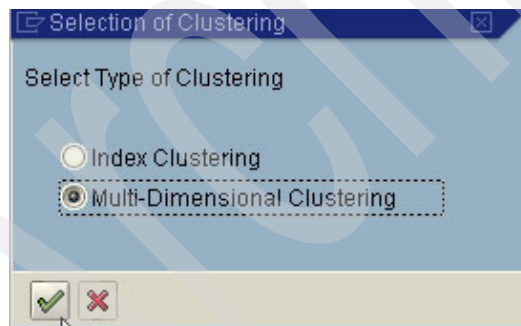 Selection of Clustering
Select Type of Clustering
Index Clustering
Multi-Dimensional Clustering